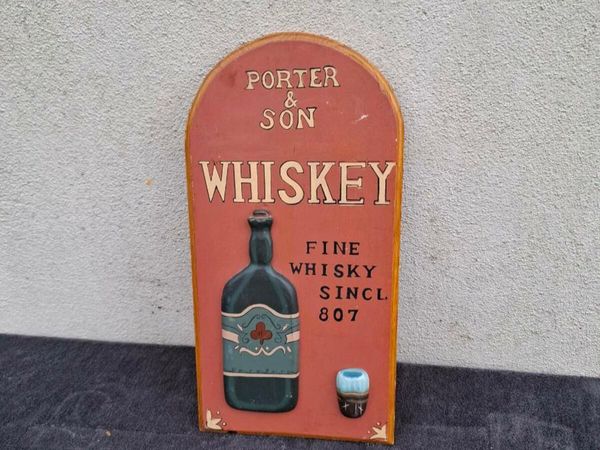 PORTER
&
SON
WHISKEY
FINE
WHISKY
SINCL
807